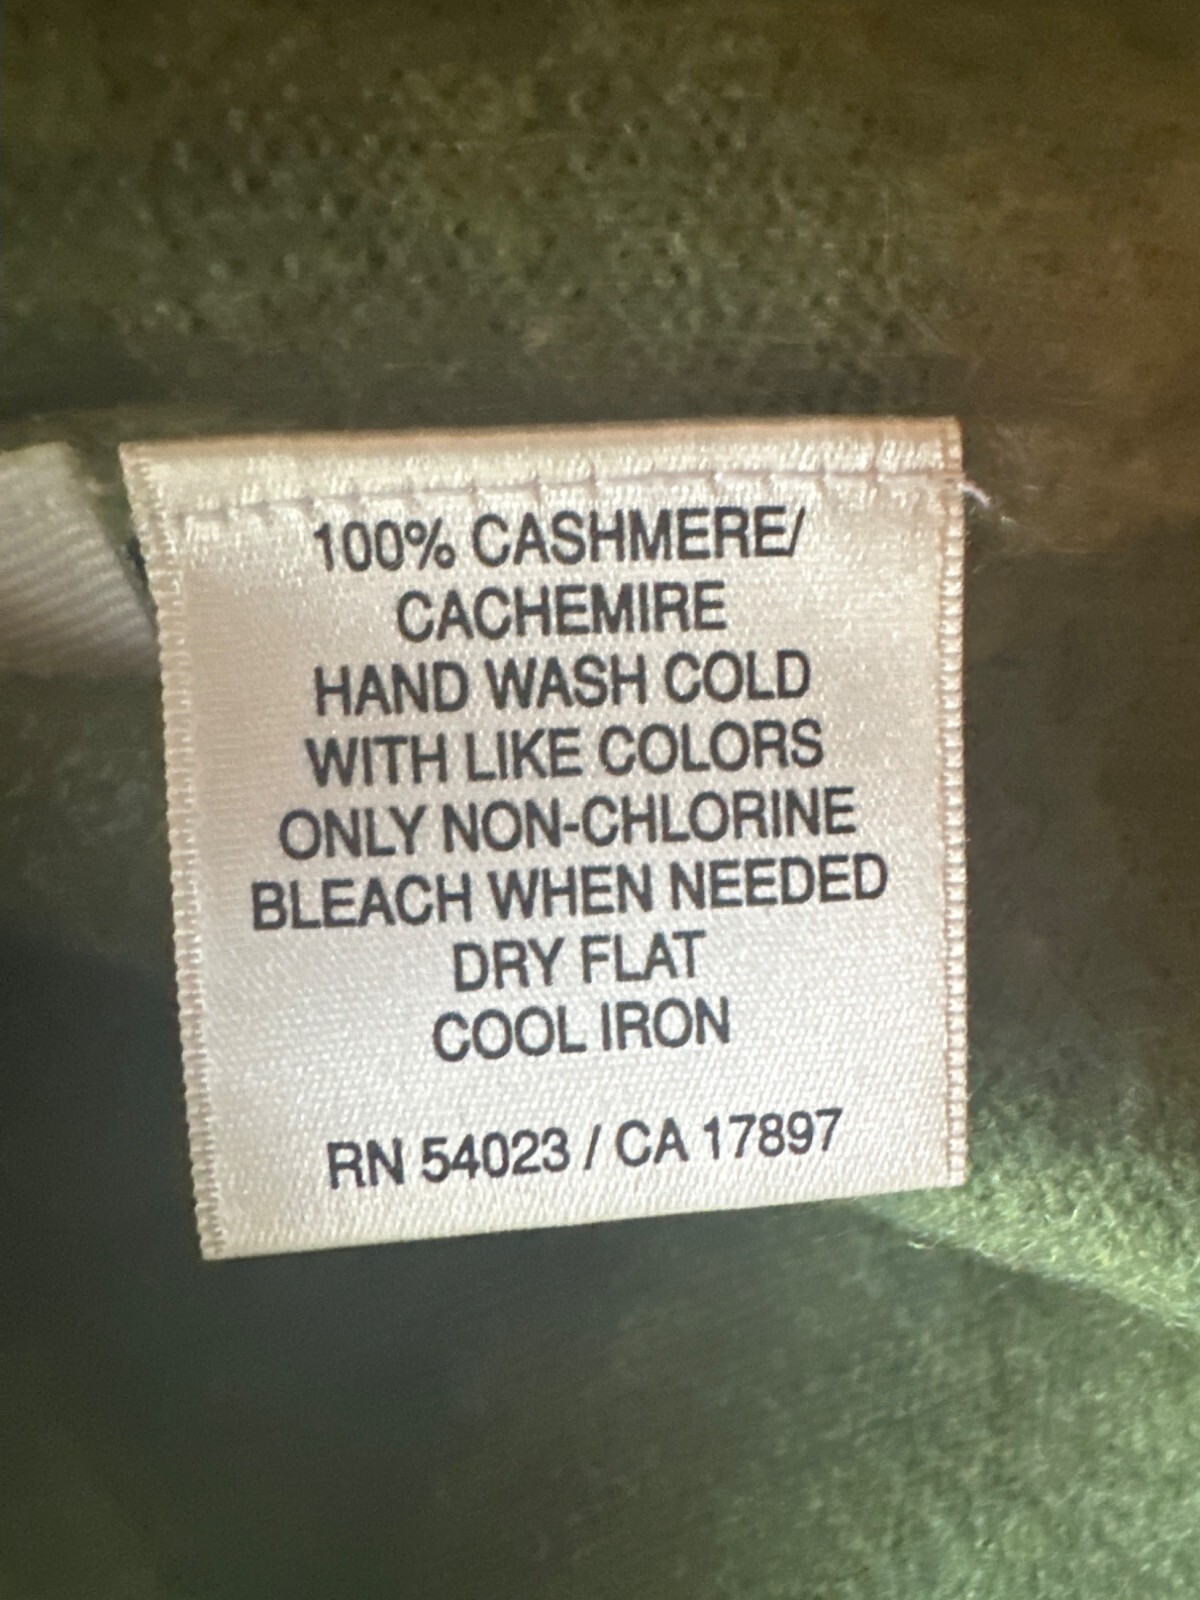 100% CASHMERE/
CACHEMIRE
HAND WASH COLD
WITH LIKE COLORS
ONLY NON-CHLORINE
BLEACH WHEN NEEDED
DRY FLAT
COOL IRON
RN 54023 / CA 17897